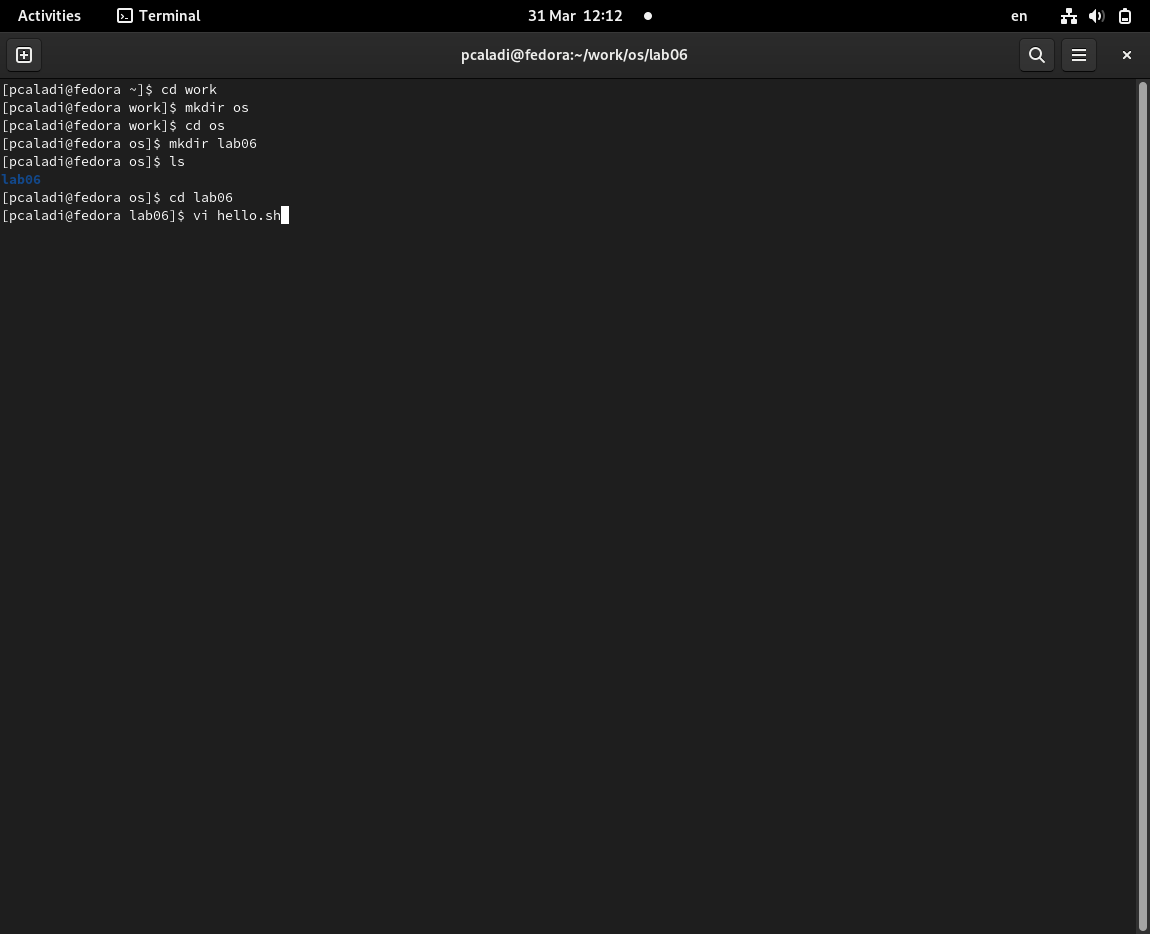 Activities Terminal 31 Mar 12:12 en
pcaladi@fedora:~/work/os/lab06
[pcaladi@fedora ~]$ cd work
[pcaladi@fedora work]$ mkdir os
[pcaladi@fedora work]$ cd os
[pcaladi@fedora os]$ mkdir lab06
[pcaladi@fedora os]$ ls
lab06
[pcaladi@fedora os]$ cd lab06
[pcaladi@fedora lab06]$ vi hello.sh